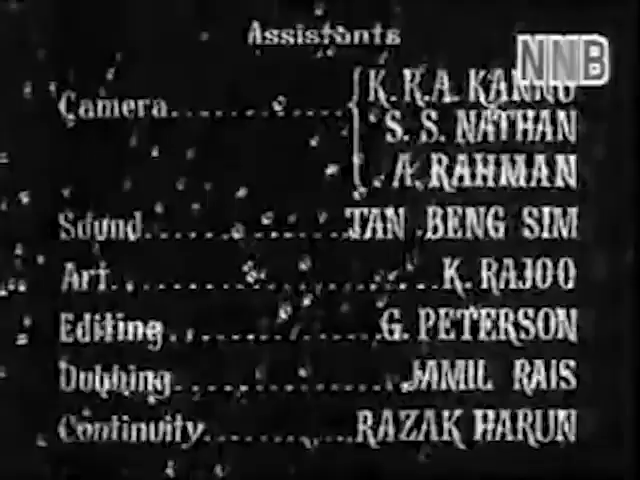 Assistants
NNB
Camera.............. K. R.A. KANNU
S. S. NATHAN
A. RAHMAN
Sound..............TAN BENG SIM
Art......................K. RAJOO
Editing................G. PETERSON
Dubbing................JAMIL RAIS
Continuity...........RAZAK HARUN